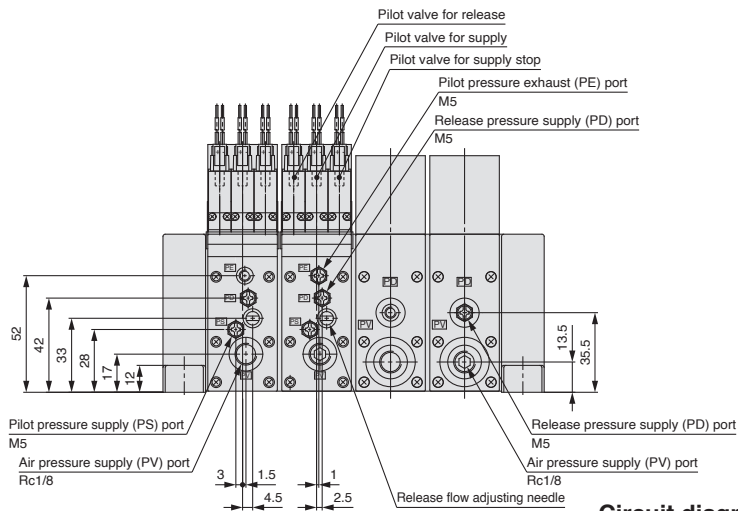 Pilot valve for release
Pilot valve for supply
Pilot valve for supply stop
Pilot pressure exhaust (PE) port
M5
Release pressure supply (PD) port
M5
PE
PE
PD
PD
PD
PD
PS
PS
PV
PV
PV
52
42
33
28
17
12
13.5
35.5
Pilot pressure supply (PS) port
M5
Air pressure supply (PV) port
Rc1/8
3
1.5
4.5
1
2.5
Release flow adjusting needle
Release pressure supply (PD) port
M5
Air pressure supply (PV) port
Rc1/8